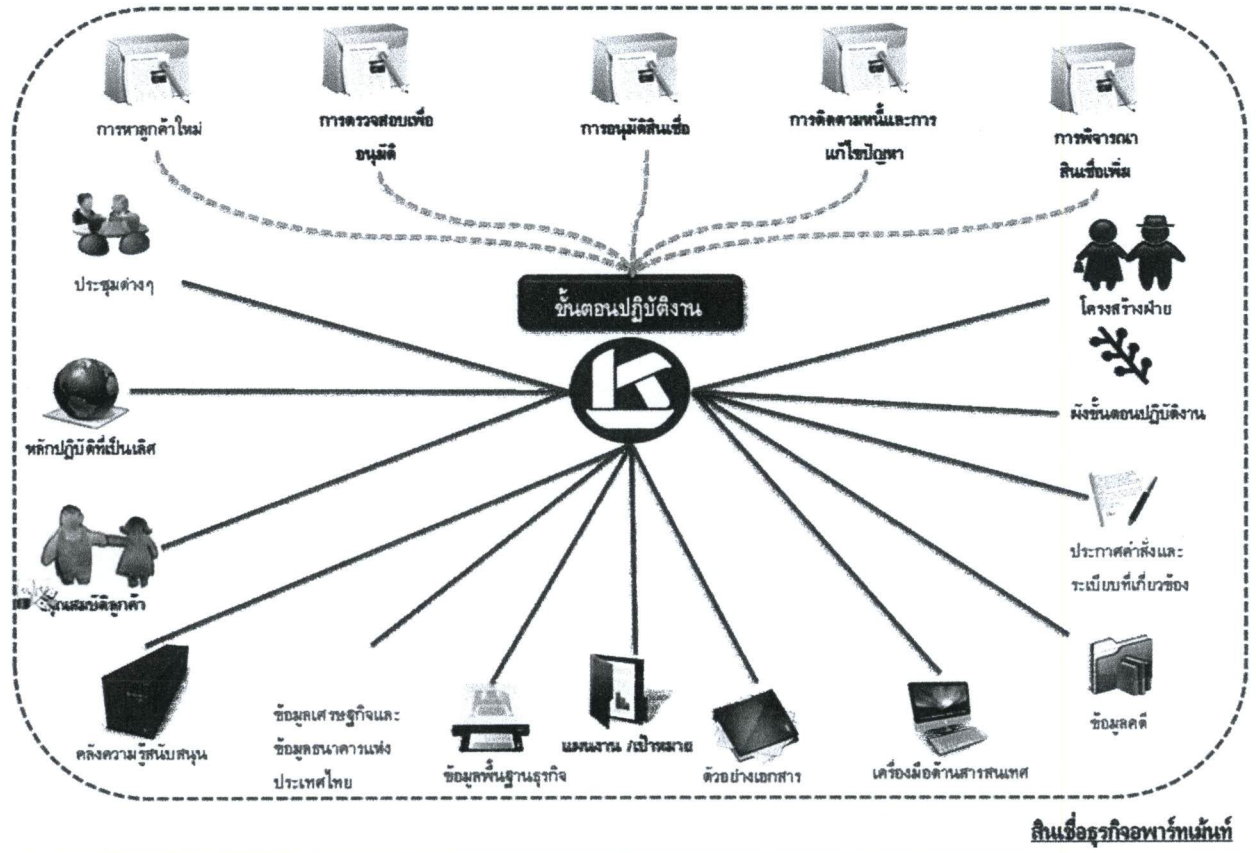 การหาลูกค้าใหม่
การตรวจสอบเพื่อ
อนุมัติ
การอนุมัติสินเชื่อ
การติดตามหนี้และการ
แก้ไขปัญหา
การพิจารณา
สินเชื่อเพิ่ม
ประชุมต่างๆ
ขั้นตอนปฏิบัติงาน
โครงสร้างฝ่าย
K
หลักปฏิบัติที่เป็นเลิศ
ผังขั้นตอนปฏิบัติงาน
ประกาศคำสั่งและ
ระเบียบที่เกี่ยวข้อง
คุณสมบัติลูกค้า
คลังความรู้สนับสนุน
ข้อมูลเศรษฐกิจและ
ข้อมูลธนาคารแห่ง
ประเทศไทย
ข้อมูลพื้นฐานธุรกิจ
แผนงาน /เป้าหมาย
ตัวอย่างเอกสาร
เครื่องมือด้านสารสนเทศ
ข้อมูลคดี
สินเชื่อธุรกิจอพาร์ทเม้นท์